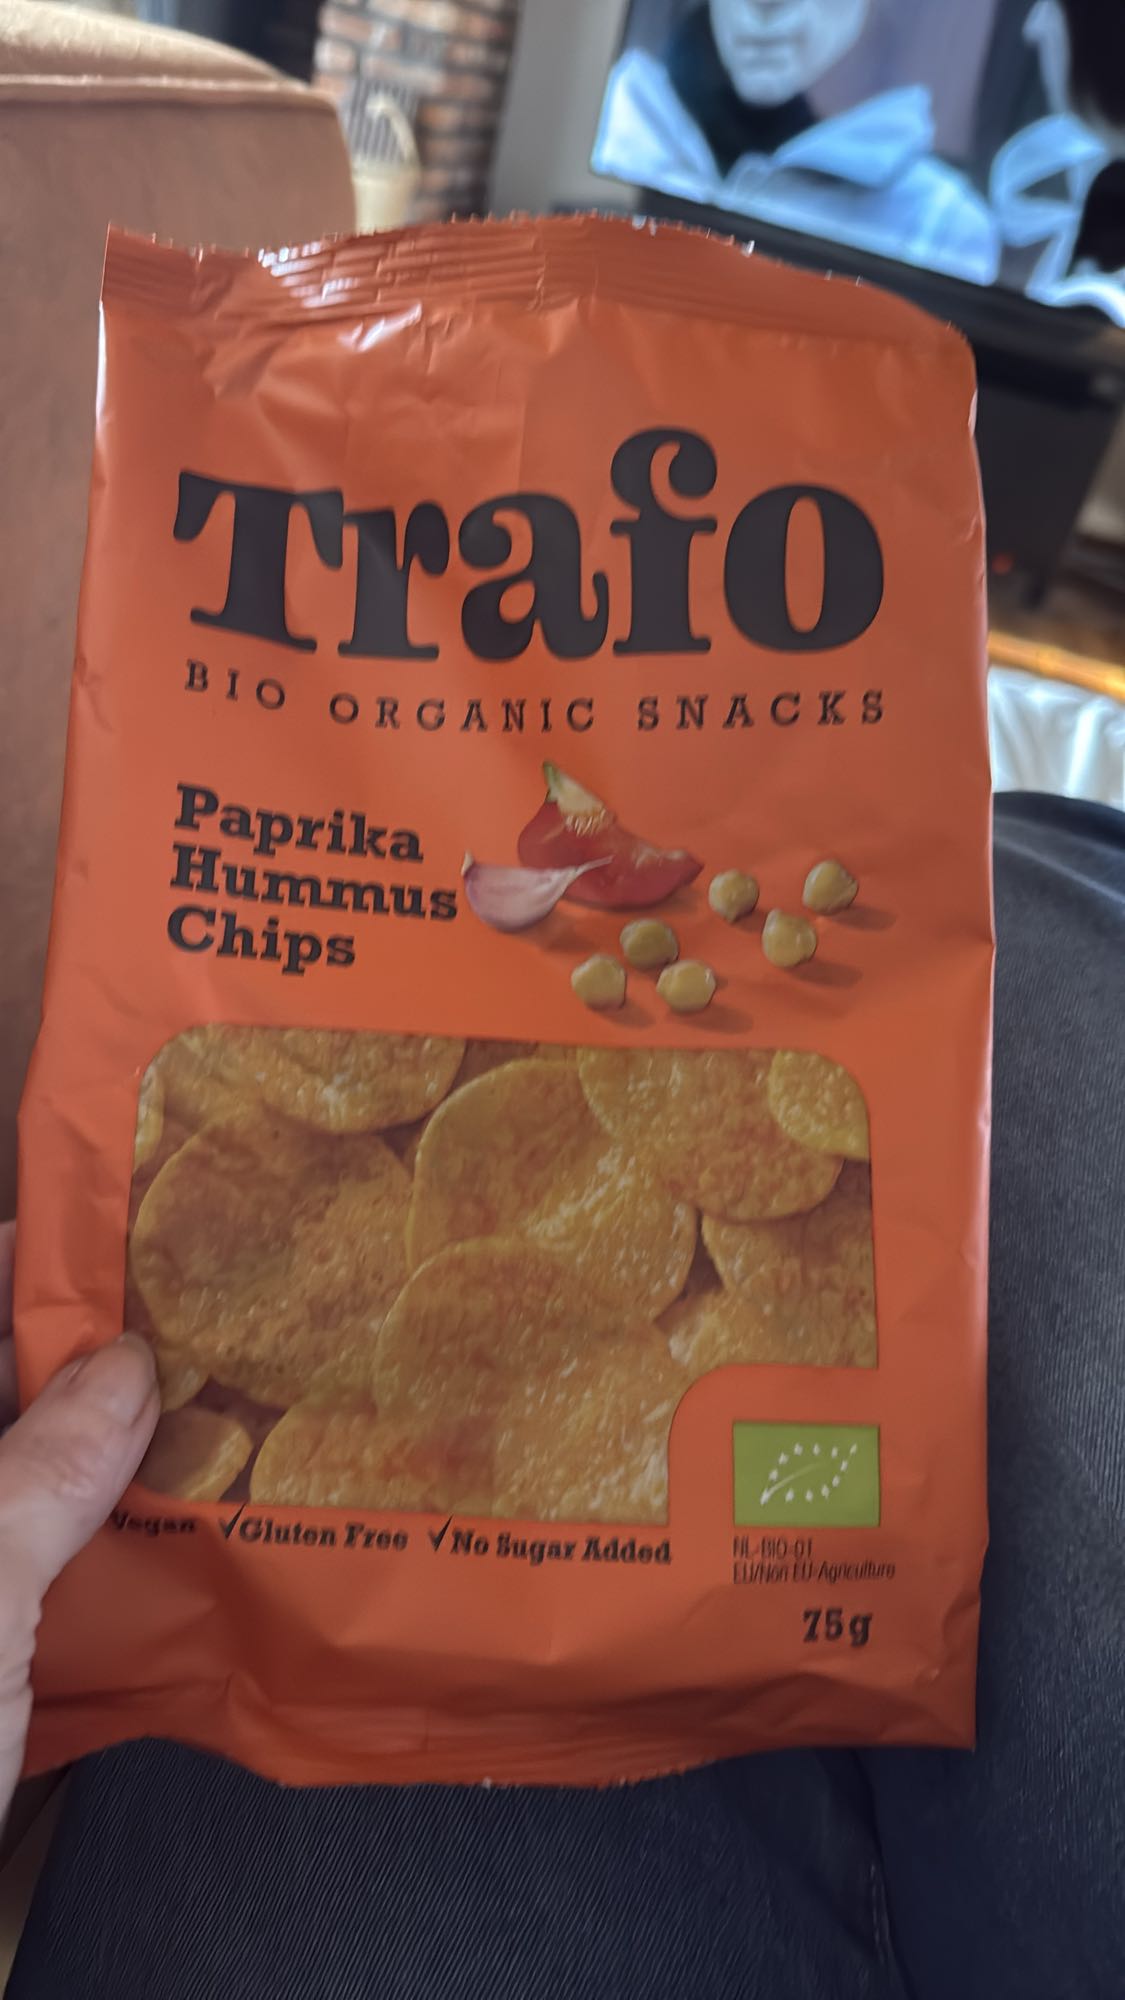 Trafo
BIO ORGANIC SNACKS
Paprika
Hummus
Chips
Vegan ✓Gluten Free ✓No Sugar Added
NL-BIO-01
EU/Non EU-Agriculture
75g